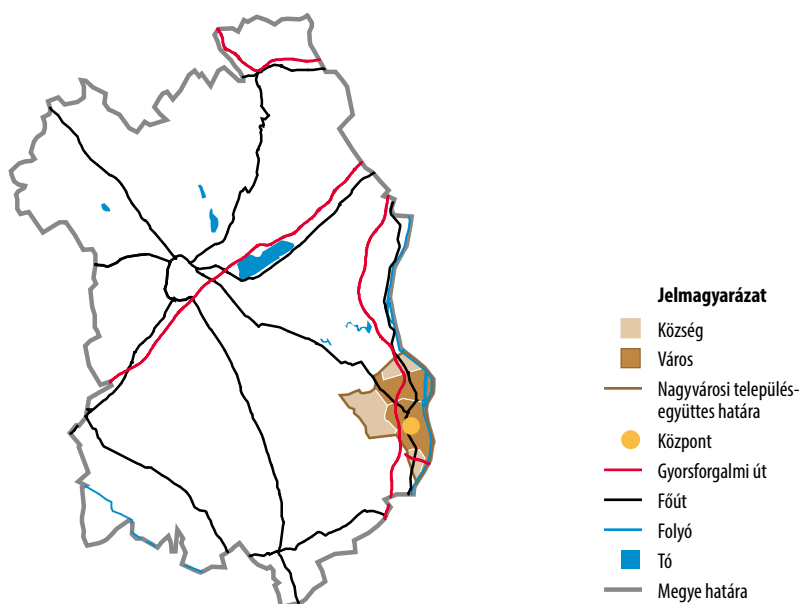 Jelmagyarázat
Község
Város
Nagyvárosi település-
együttes határa
Központ
Gyorsforgalmi út
Főút
Folyó
Tó
Megye határa